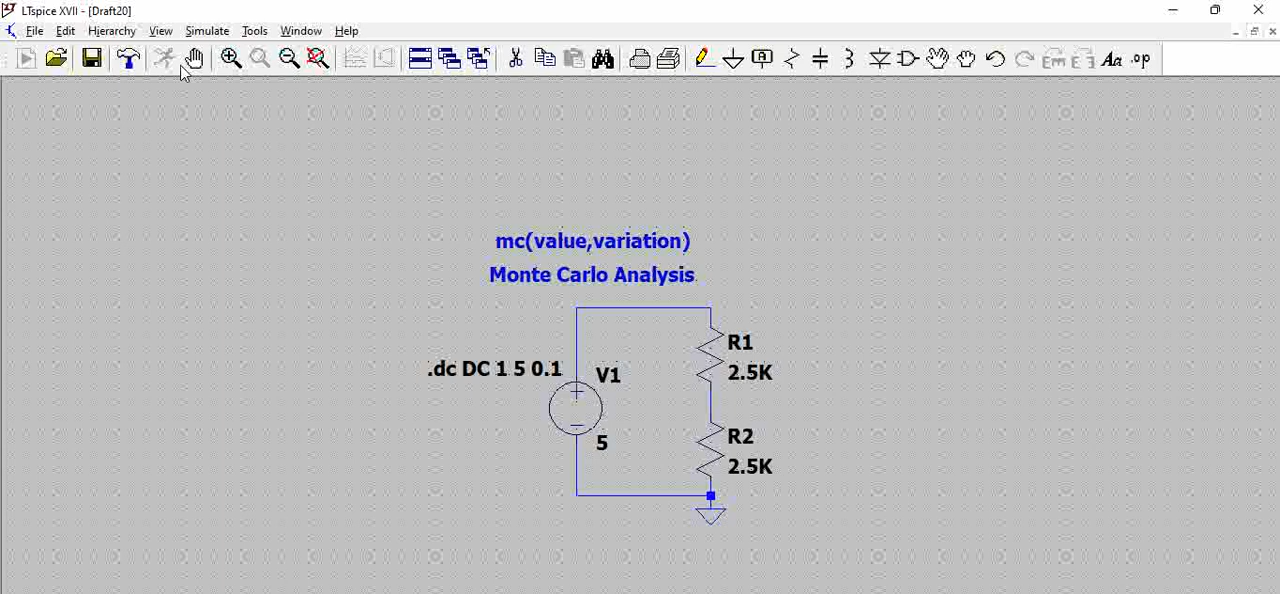 LTspice XVII - [Draft20]
File Edit Hierarchy View Simulate Tools Window Help
Aa .op
mc(value,variation)
Monte Carlo Analysis
R1
.dc DC 1 5 0.1 V1 2.5K
R2
5
2.5K